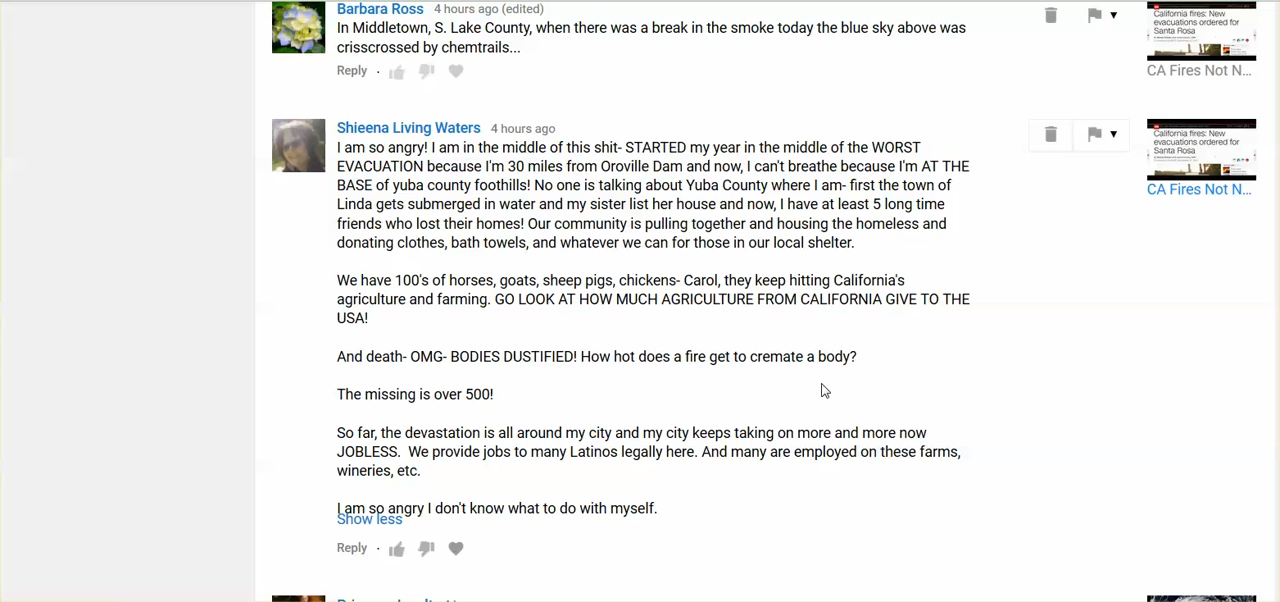 Barbara Ross 4 hours ago (edited)
In Middletown, S. Lake County, when there was a break in the smoke today the blue sky above was
crisscrossed by chemtrails...
Reply
California fires: New
evacuations ordered for
Santa Rosa
CA Fires Not N...
Shieena Living Waters 4 hours ago
I am so angry! I am in the middle of this shit- STARTED my year in the middle of the WORST
EVACUATION because I'm 30 miles from Oroville Dam and now, I can't breathe because I'm AT THE
BASE of yuba county foothills! No one is talking about Yuba County where I am- first the town of
Linda gets submerged in water and my sister list her house and now, I have at least 5 long time
friends who lost their homes! Our community is pulling together and housing the homeless and
donating clothes, bath towels, and whatever we can for those in our local shelter.
We have 100's of horses, goats, sheep pigs, chickens- Carol, they keep hitting California's
agriculture and farming. GO LOOK AT HOW MUCH AGRICULTURE FROM CALIFORNIA GIVE TO THE
USA!
And death- OMG- BODIES DUSTIFIED! How hot does a fire get to cremate a body?
The missing is over 500!
So far, the devastation is all around my city and my city keeps taking on more and more now
JOBLESS. We provide jobs to many Latinos legally here. And many are employed on these farms,
wineries, etc.
I am so angry I don't know what to do with myself.
Show less
Reply
California fires: New
evacuations ordered for
Santa Rosa
CA Fires Not N...